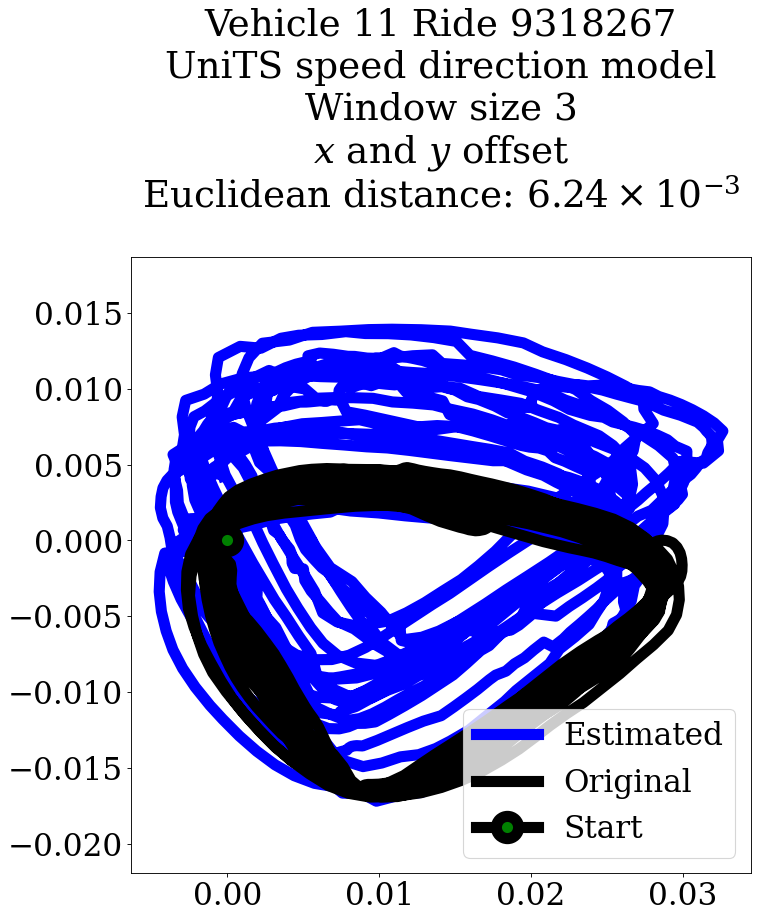 Vehicle 11 Ride 9318267
UniTS speed direction model
Window size 3
x and y offset
Euclidean distance: 6.24 × 10⁻³
0.015
0.010
0.005
0.000
−0.005
−0.010
−0.015
−0.020
Estimated
Original
Start
0.00 0.01 0.02 0.03